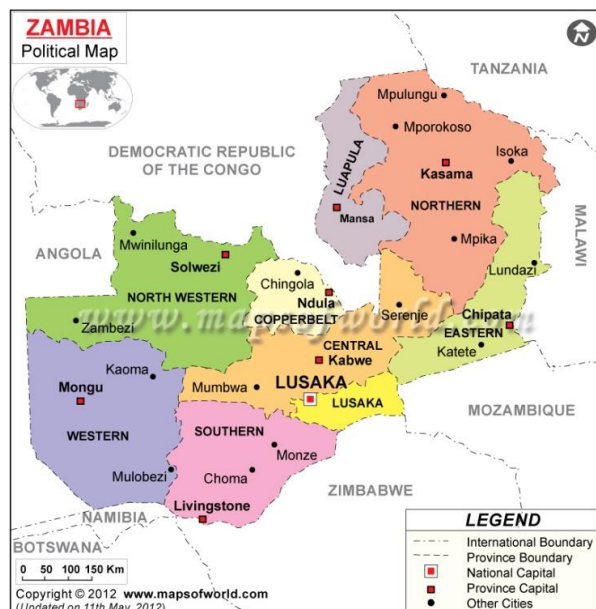 ZAMBIA
Political Map
N
TANZANIA
Mpulungu
Mporokoso
DEMOCRATIC REPUBLIC
OF THE CONGO
Isoka
LUAPULA
Kasama
Mansa
NORTHERN
MALAWI
Mwinilunga
ANGOLA
Mpika
Solwezi
Lundazi
Chingola
NORTH WESTERN
Ndula
Serenje
COPPERBELT
www.mapsofworld.com
Chipata
Zambezi
EASTERN
CENTRAL
Katete
Kabwe
Kaoma
Mumbwa
LUSAKA
Mongu
LUSAKA
MOZAMBIQUE
WESTERN
SOUTHERN
Monze
Mulobezi
Choma
ZIMBABWE
Livingstone
NAMIBIA
BOTSWANA
0 50 100 150 Km
LEGEND
International Boundary
Province Boundary
National Capital
Province Capital
Other Cities
Copyright © 2012 www.mapsofworld.com
(Updated on 11th May, 2012)